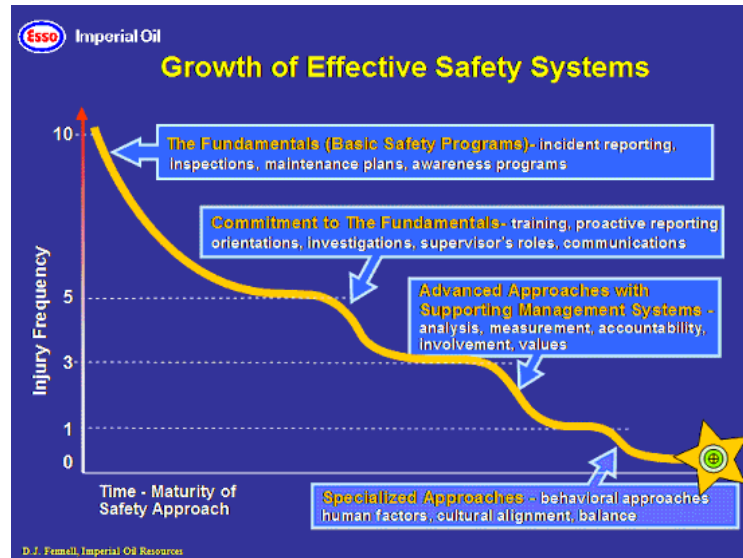 Esso Imperial Oil
Growth of Effective Safety Systems
10
The Fundamentals (Basic Safety Programs)- incident reporting,
inspections, maintenance plans, awareness programs
Commitment to The Fundamentals- training, proactive reporting
orientations, investigations, supervisor's roles, communications
5
Advanced Approaches with
Supporting Management Systems -
analysis, measurement, accountability,
involvement, values
Injury Frequency
3
1
0
Time - Maturity of
Safety Approach
Specialized Approaches - behavioral approaches
human factors, cultural alignment, balance
D.J. Fennell, Imperial Oil Resources